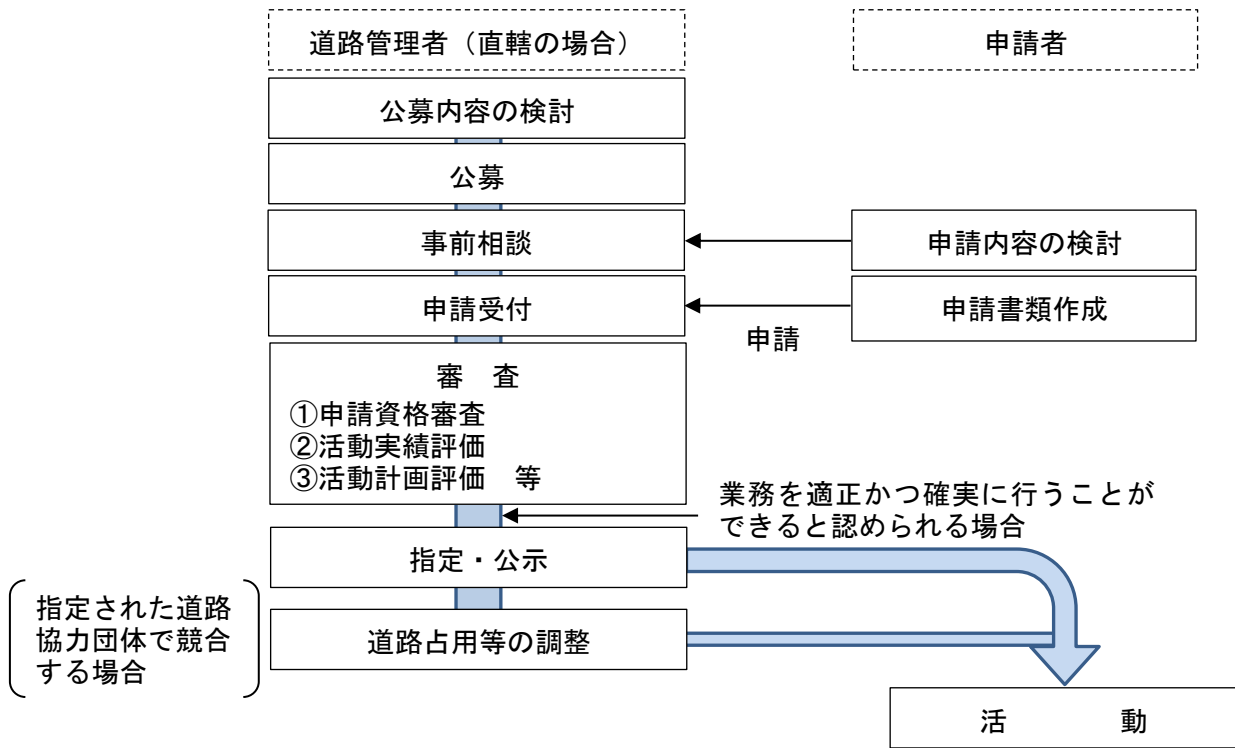 道路管理者（直轄の場合）
申請者
公募内容の検討
公募
事前相談
申請内容の検討
申請受付
申請書類作成
申請
審　査
①申請資格審査
②活動実績評価
③活動計画評価　等
業務を適正かつ確実に行うことが
できると認められる場合
指定・公示
指定された道路
協力団体で競合
する場合
道路占用等の調整
活　　　動